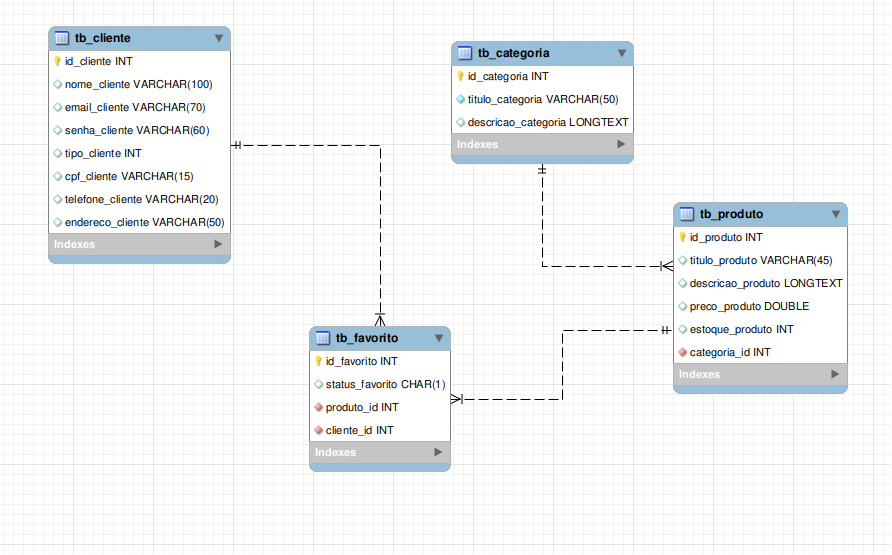 tb_cliente
id_cliente INT
nome_cliente VARCHAR(100)
email_cliente VARCHAR(70)
senha_cliente VARCHAR(60)
tipo_cliente INT
cpf_cliente VARCHAR(15)
telefone_cliente VARCHAR(20)
endereco_cliente VARCHAR(50)
Indexes
tb_categoria
id_categoria INT
titulo_categoria VARCHAR(50)
descricao_categoria LONGTEXT
Indexes
tb_produto
id_produto INT
titulo_produto VARCHAR(45)
descricao_produto LONGTEXT
preco_produto DOUBLE
estoque_produto INT
categoria_id INT
Indexes
tb_favorito
id_favorito INT
status_favorito CHAR(1)
produto_id INT
cliente_id INT
Indexes